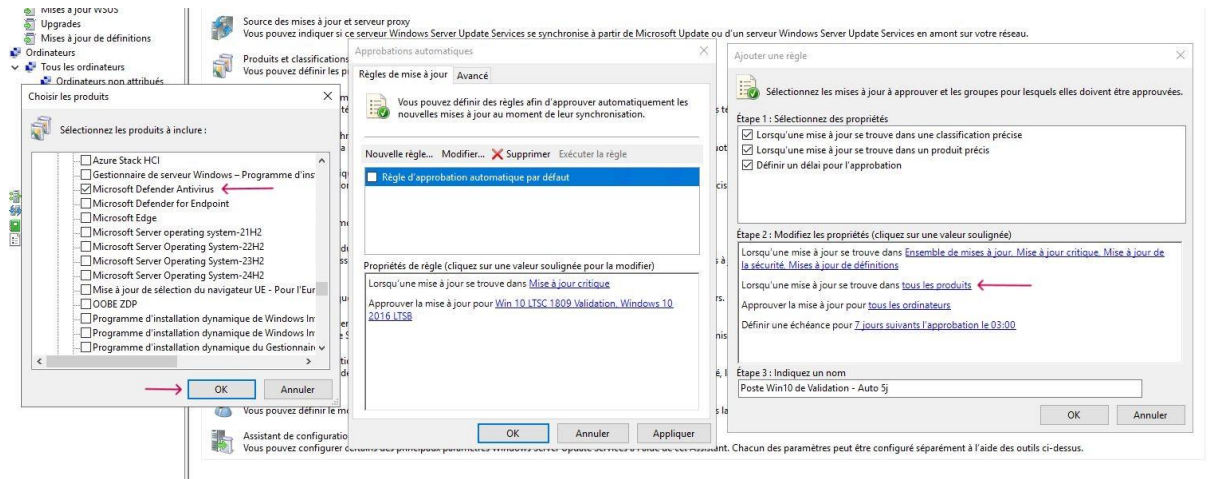 Mises à jour WSUS
Upgrades
Mises à jour de définitions
Ordinateurs
Tous les ordinateurs
Ordinateurs non attribués
Source des mises à jour et serveur proxy
Vous pouvez indiquer si ce serveur Windows Server Update Services se synchronise à partir de Microsoft Update ou d'un serveur Windows Server Update Services en amont sur votre réseau.
Produits et classifications
Vous pouvez définir les
Choisir les produits
Sélectionnez les produits à inclure :
Azure Stack HCI
Gestionnaire de serveur Windows – Programme d'ins
Microsoft Defender Antivirus
Microsoft Defender for Endpoint
Microsoft Edge
Microsoft Server operating system-21H2
Microsoft Server Operating System-22H2
Microsoft Server Operating System-23H2
Microsoft Server Operating System-24H2
Mise à jour de sélection du navigateur UE - Pour l'Eur
OOBE ZDP
Programme d'installation dynamique de Windows In
Programme d'installation dynamique de Windows In
Programme d'installation dynamique du Gestionnair
OK Annuler
Approbations automatiques
Règles de mise à jour Avancé
Vous pouvez définir des règles afin d'approuver automatiquement les
nouvelles mises à jour au moment de leur synchronisation.
Nouvelle règle... Modifier... Supprimer Exécuter la règle
Règle d'approbation automatique par défaut
Propriétés de règle (cliquez sur une valeur soulignée pour la modifier)
Lorsqu'une mise à jour se trouve dans Mise à jour critique
Approuver la mise à jour pour Win 10 LTSC 1809 Validation, Windows 10
2016 LTSB
OK Annuler Appliquer
Ajouter une règle
Sélectionnez les mises à jour à approuver et les groupes pour lesquels elles doivent être approuvées.
Étape 1 : Sélectionnez des propriétés
Lorsqu'une mise à jour se trouve dans une classification précise
Lorsqu'une mise à jour se trouve dans un produit précis
Définir un délai pour l'approbation
Étape 2 : Modifiez les propriétés (cliquez sur une valeur soulignée)
Lorsqu'une mise à jour se trouve dans Ensemble de mises à jour, Mise à jour critique, Mise à jour de
la sécurité, Mises à jour de définitions
Lorsqu'une mise à jour se trouve dans tous les produits
Approuver la mise à jour pour tous les ordinateurs
Définir une échéance pour 7 jours suivants l'approbation le 03:00
Étape 3 : Indiquez un nom
Poste Win10 de Validation - Auto 5j
OK Annuler
Vous pouvez définir le
Assistant de configuration
Vous pouvez configurer certains des principaux paramètres Windows Server Update Services à l'aide de cet Assistant. Chacun des paramètres peut être configuré séparément à l'aide des outils ci-dessus.